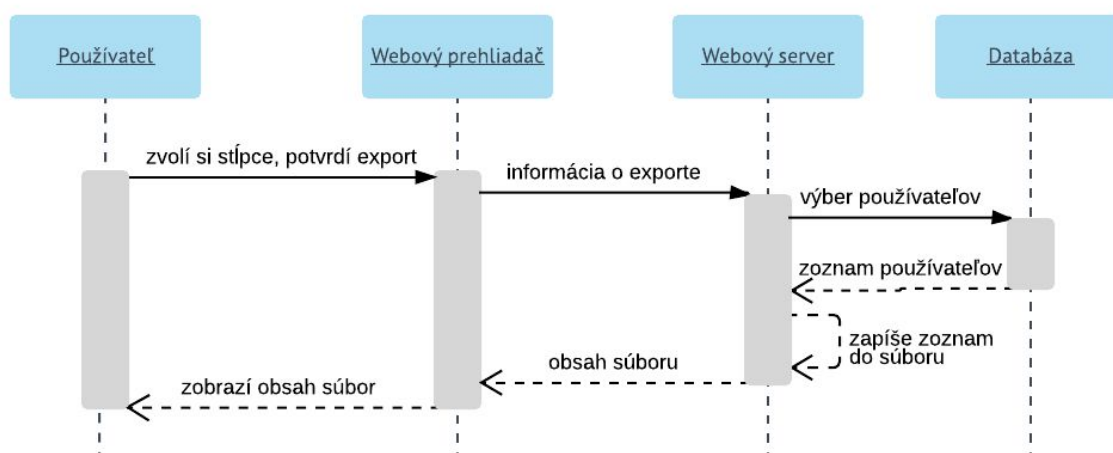 Používateľ
Webový prehliadač
Webový server
Databáza
zvolí si stĺpce, potvrdí export
informácia o exporte
výber používateľov
zoznam používateľov
zapíše zoznam
do súboru
obsah súboru
zobrazí obsah súbor